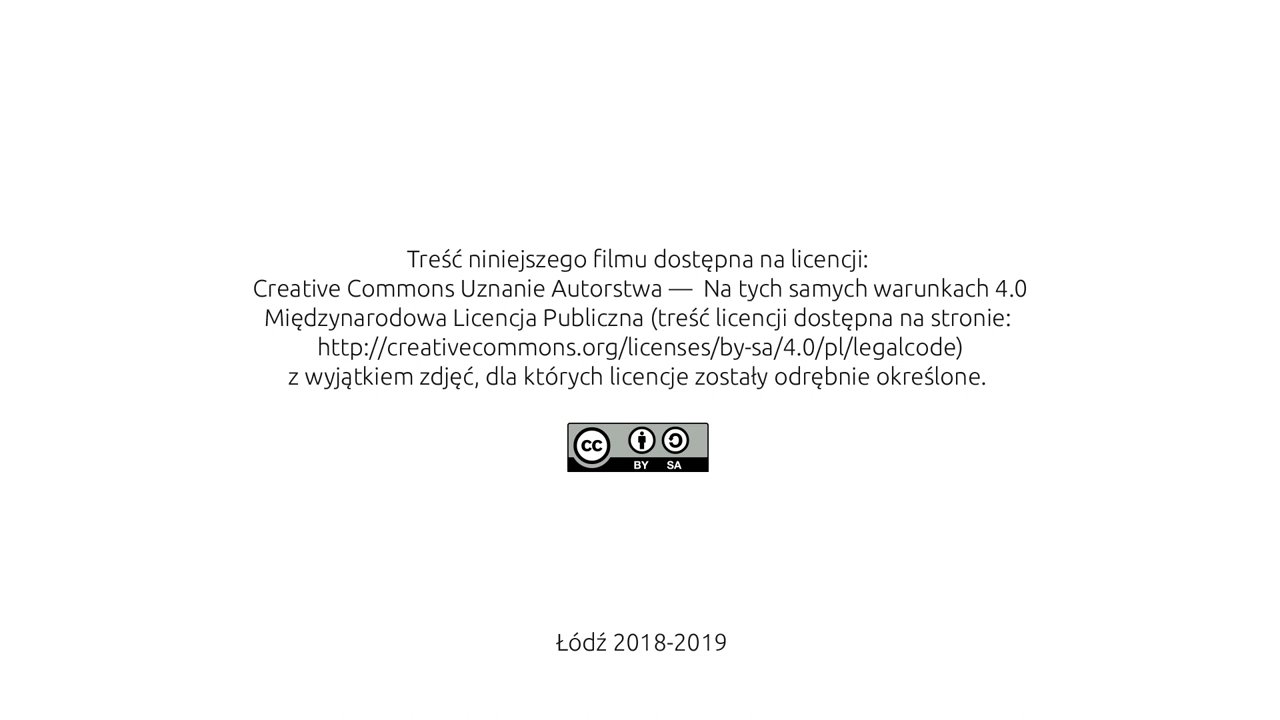 Treść niniejszego filmu dostępna na licencji:
Creative Commons Uznanie Autorstwa — Na tych samych warunkach 4.0
Międzynarodowa Licencja Publiczna (treść licencji dostępna na stronie:
http://creativecommons.org/licenses/by-sa/4.0/pl/legalcode)
z wyjątkiem zdjęć, dla których licencje zostały odrębnie określone.
cc
BY SA
Łódź 2018-2019